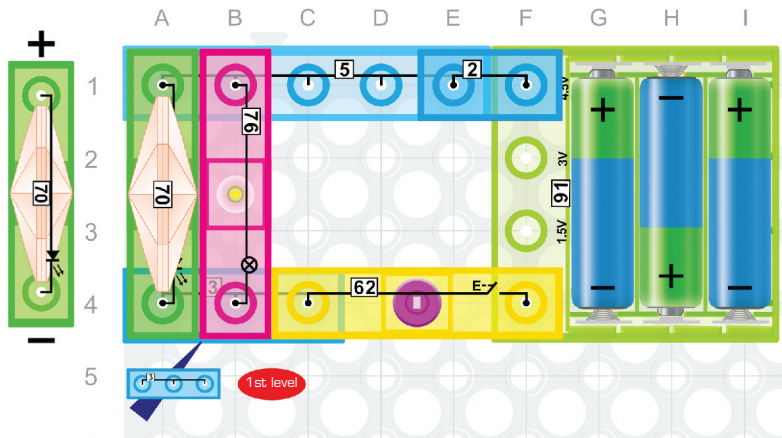 A B C D E F G H I
+
1 5 2 4.5V
76 + − +
2 3V
70 70 91
3 1.5V
− + −
4 3 62 E
−
5 3 1st level